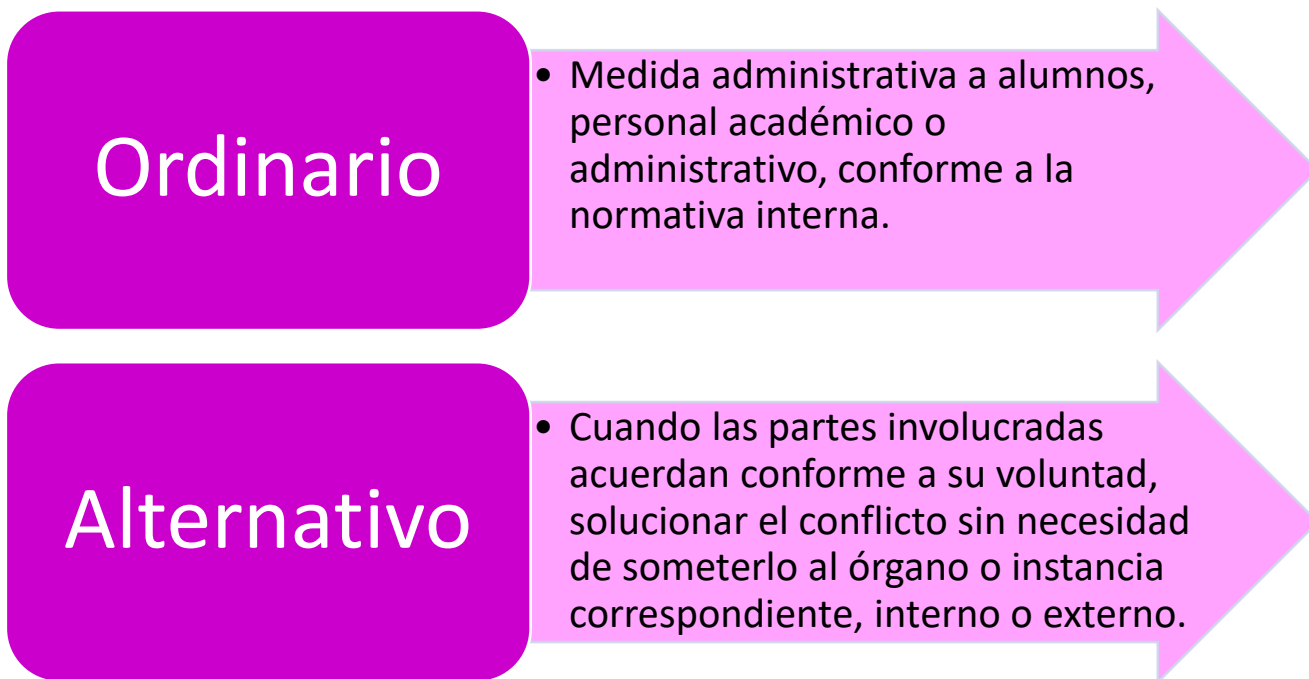 Ordinario
• Medida administrativa a alumnos,
personal académico o
administrativo, conforme a la
normativa interna.
Alternativo
• Cuando las partes involucradas
acuerdan conforme a su voluntad,
solucionar el conflicto sin necesidad
de someterlo al órgano o instancia
correspondiente, interno o externo.